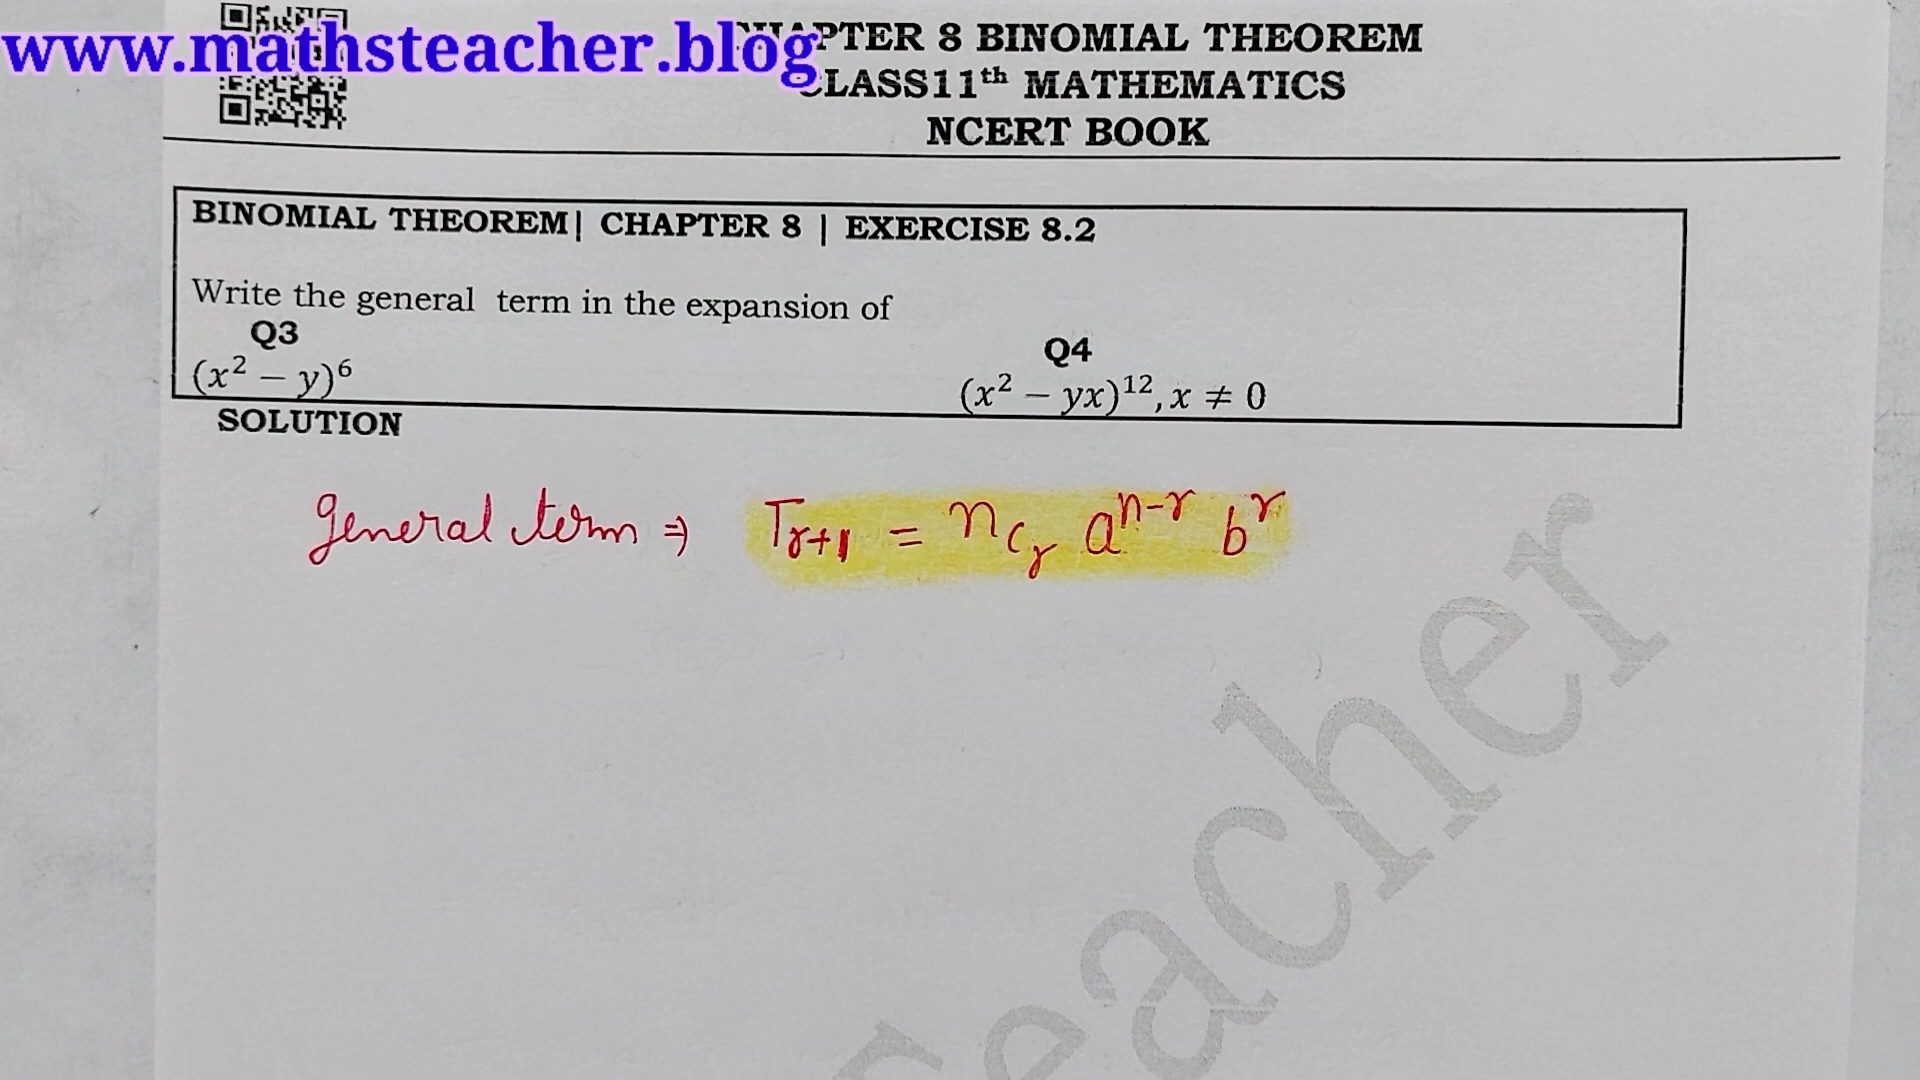 www.mathsteacher.blog
CHAPTER 8 BINOMIAL THEOREM
CLASS11th MATHEMATICS
NCERT BOOK
BINOMIAL THEOREM| CHAPTER 8 | EXERCISE 8.2
Write the general term in the expansion of
Q3 Q4
(x² − y)⁶ (x² − yx)¹², x ≠ 0
SOLUTION
General term ⇒ Tr+1 = nCr aⁿ⁻ʳ bʳ
eacher